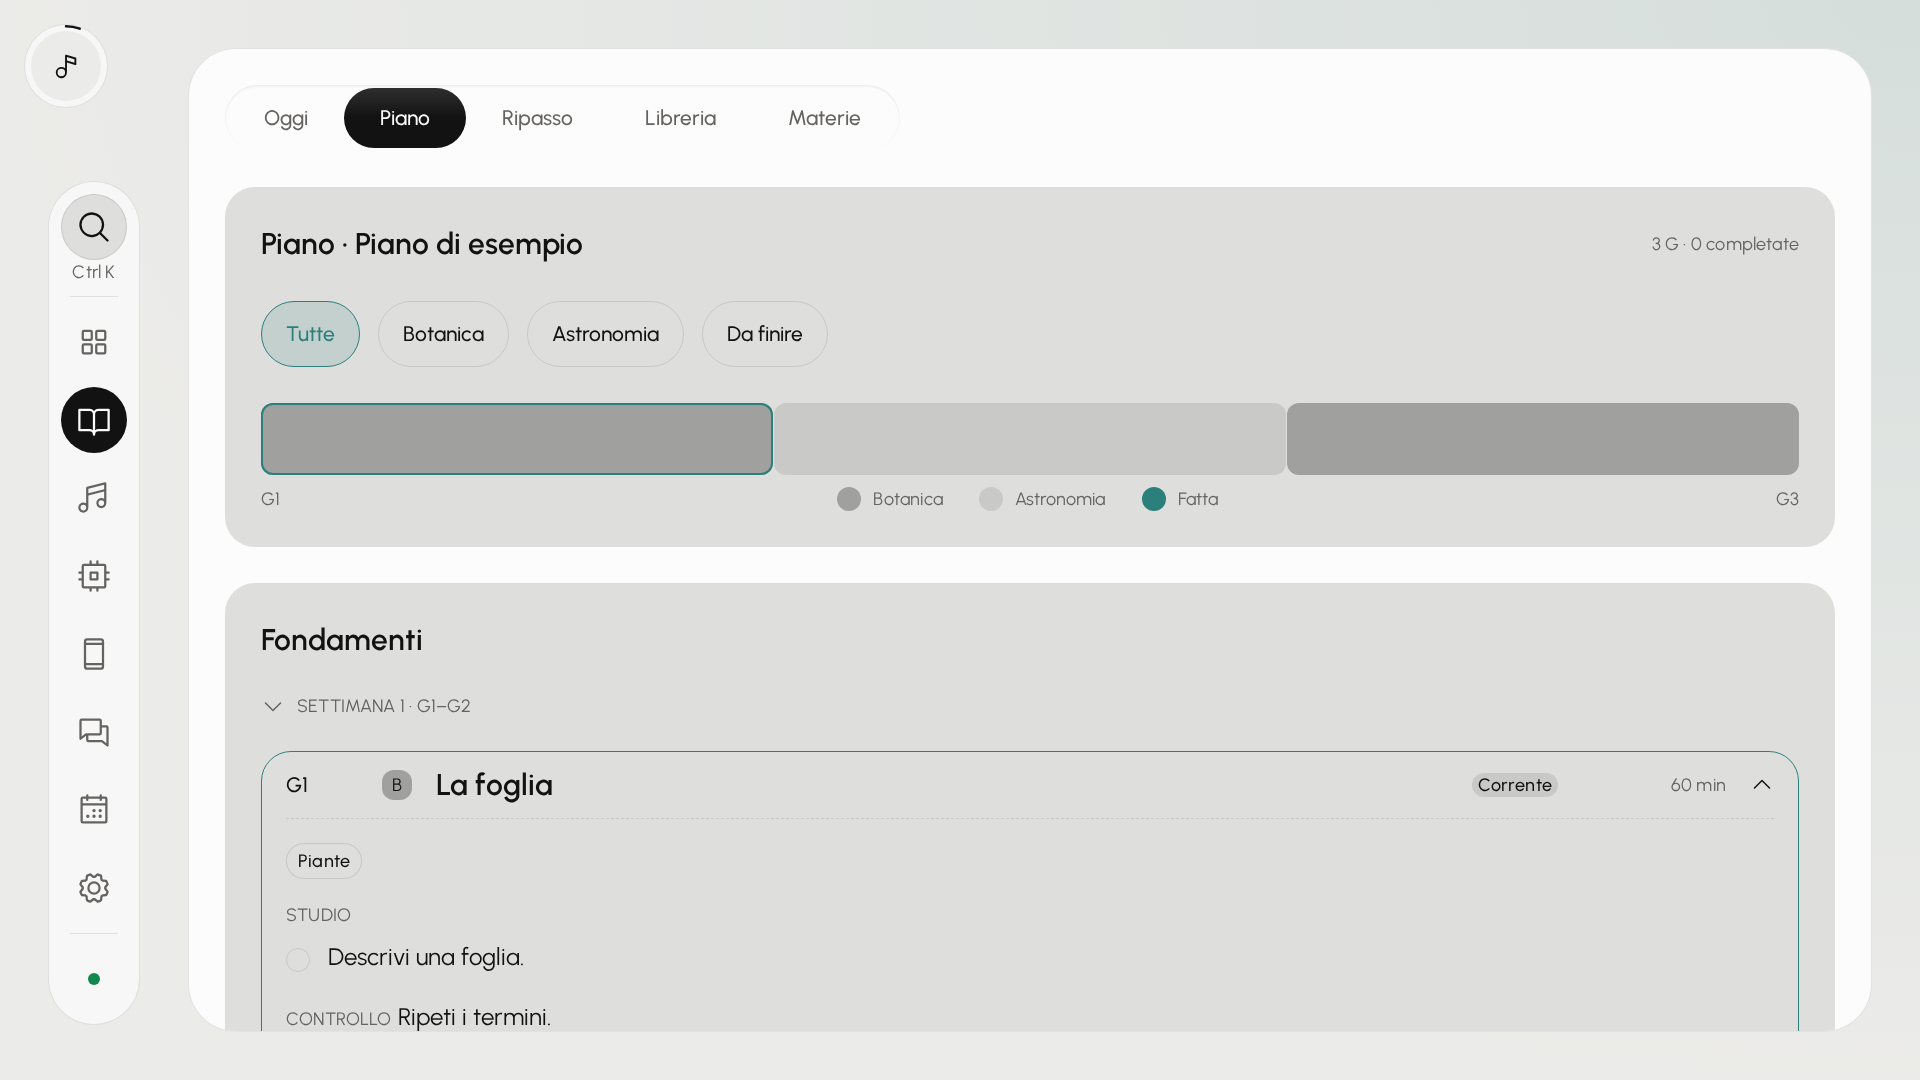 Oggi Piano Ripasso Libreria Materie
Ctrl K
Piano · Piano di esempio
3 G · 0 completate
Tutte Botanica Astronomia Da finire
G1 Botanica Astronomia Fatta G3
Fondamenti
SETTIMANA 1 · G1–G2
G1 B La foglia Corrente 60 min
Piante
STUDIO
Descrivi una foglia.
CONTROLLO Ripeti i termini.